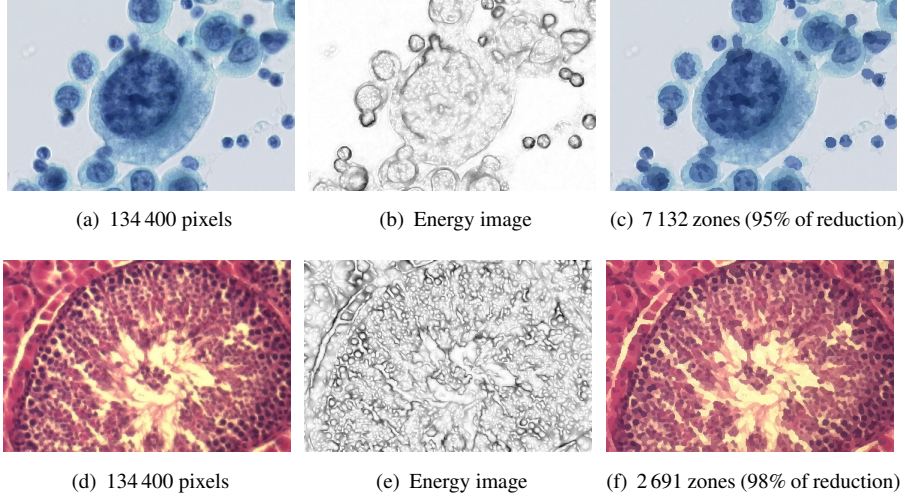 (a) 134 400 pixels
(b) Energy image
(c) 7 132 zones (95% of reduction)
(d) 134 400 pixels
(e) Energy image
(f) 2 691 zones (98% of reduction)